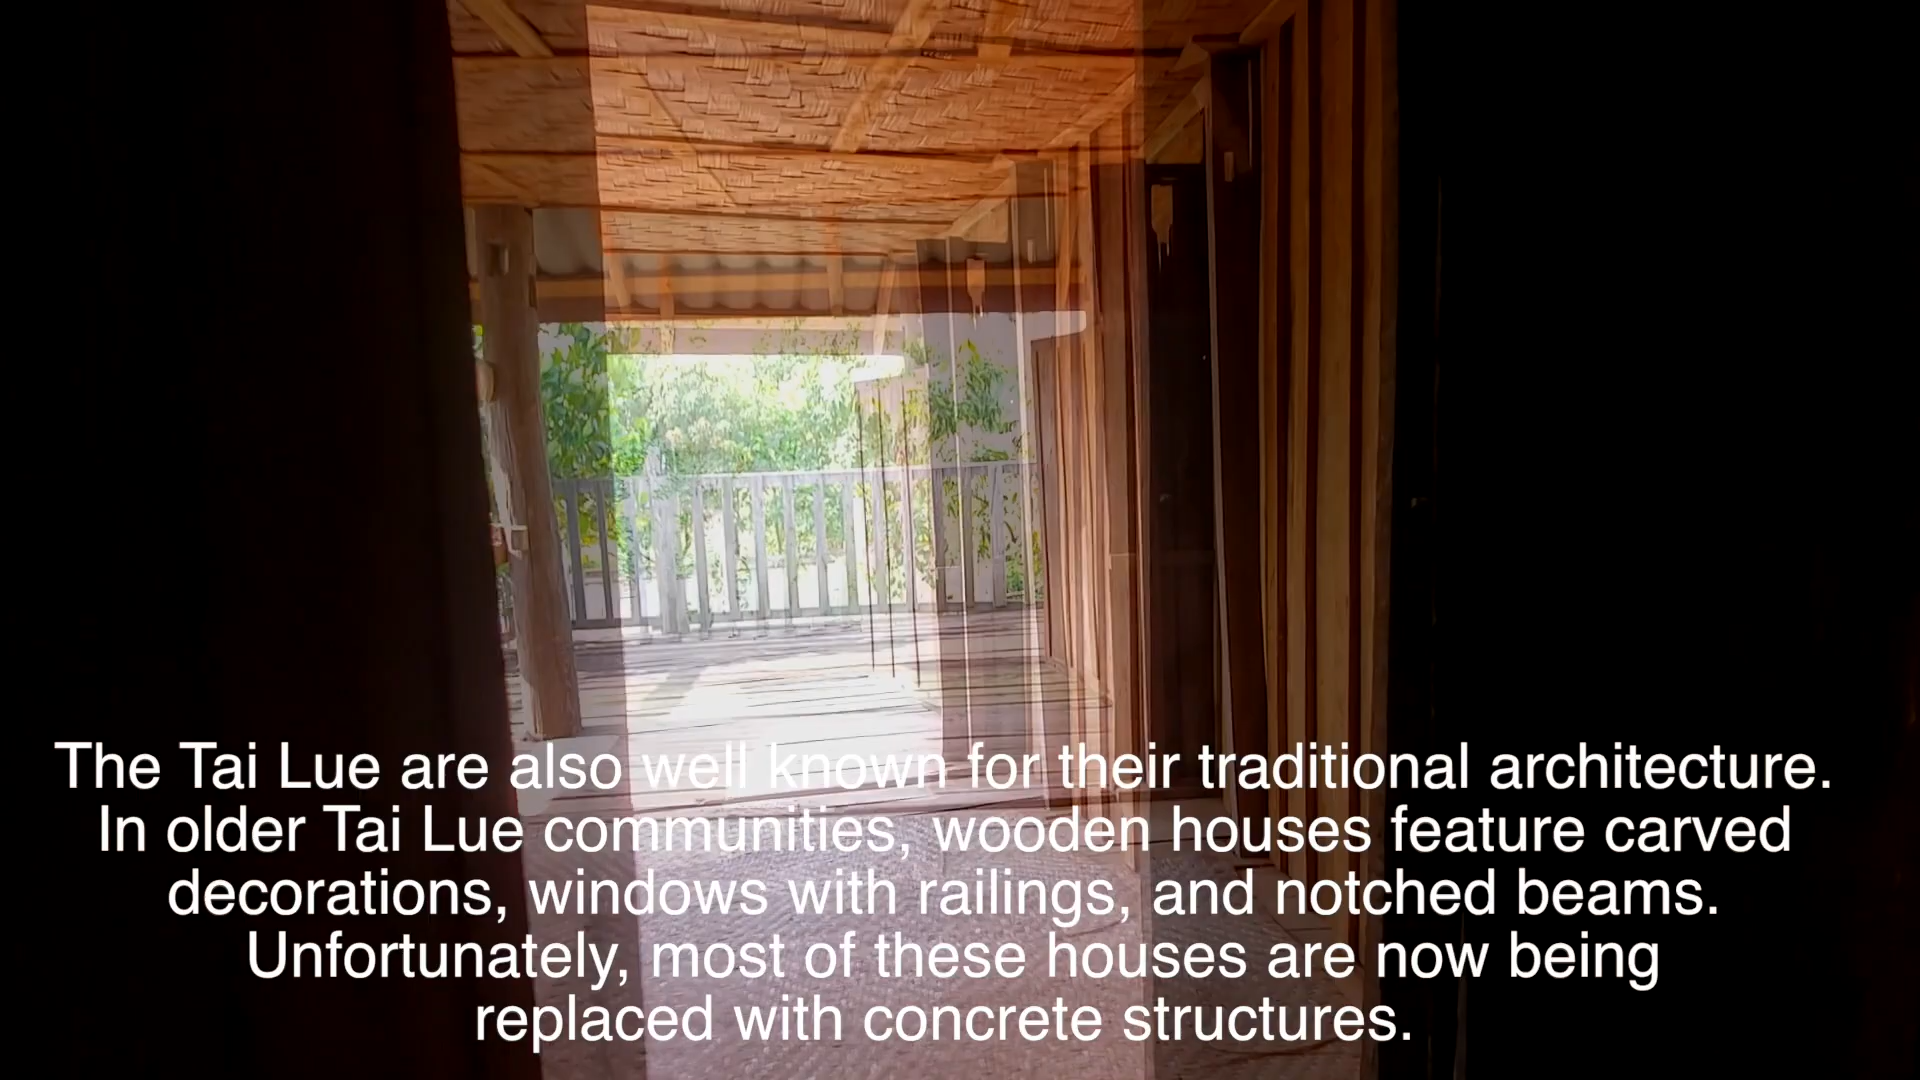 The Tai Lue are also well known for their traditional architecture.
In older Tai Lue communities, wooden houses feature carved
decorations, windows with railings, and notched beams.
Unfortunately, most of these houses are now being
replaced with concrete structures.